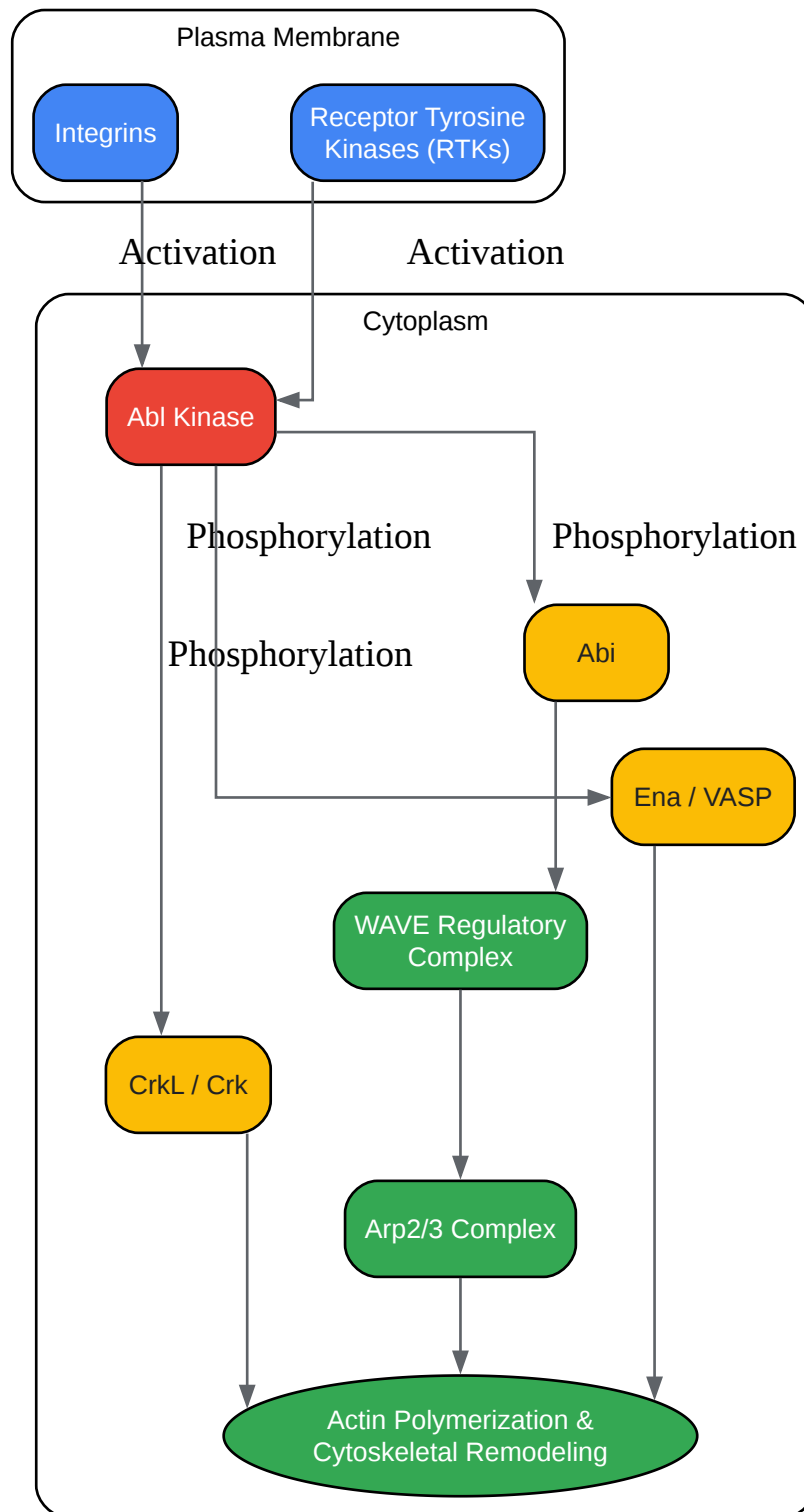 Plasma Membrane
Integrins
Receptor Tyrosine
Kinases (RTKs)
Activation
Activation
Cytoplasm
Abl Kinase
Phosphorylation
Phosphorylation
Phosphorylation
Abi
Ena / VASP
WAVE Regulatory
Complex
CrkL / Crk
Arp2/3 Complex
Actin Polymerization &
Cytoskeletal Remodeling